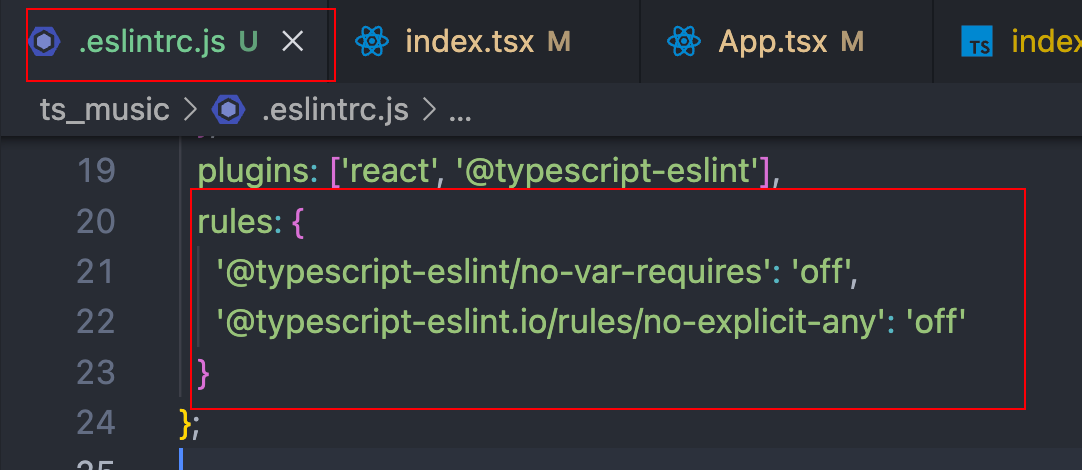 .eslintrc.js U index.tsx M App.tsx M TS index
ts_music > .eslintrc.js > ...
19 plugins: ['react', '@typescript-eslint'],
20 rules: {
21 '@typescript-eslint/no-var-requires': 'off',
22 '@typescript-eslint.io/rules/no-explicit-any': 'off'
23 }
24 };
25